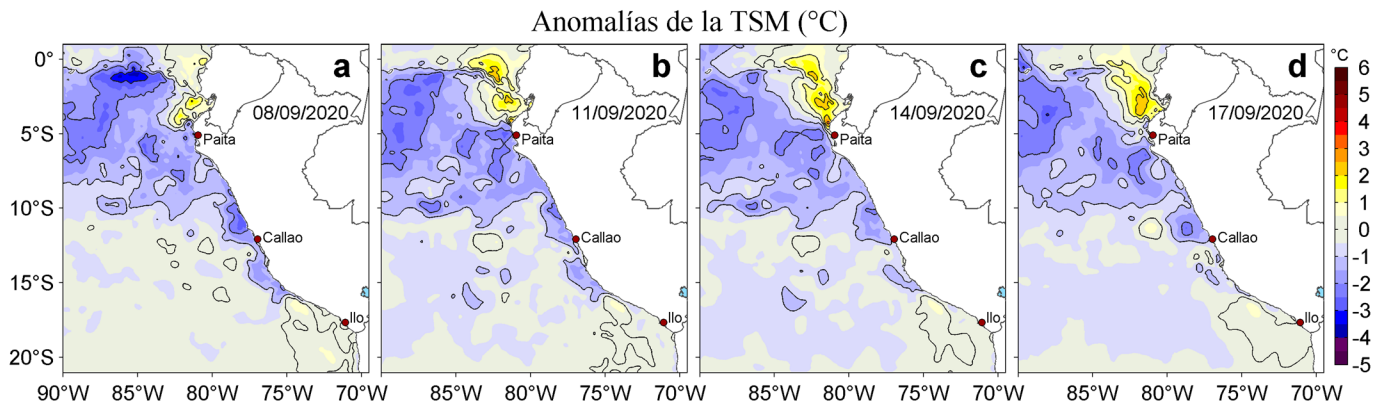 Anomalías de la TSM (°C)
a
08/09/2020
Paita
Callao
Ilo
b
11/09/2020
Paita
Callao
Ilo
c
14/09/2020
Paita
Callao
Ilo
d
17/09/2020
Paita
Callao
Ilo
0°
5°S
10°S
15°S
20°S
90°W 85°W 80°W 75°W 70°W
85°W 80°W 75°W 70°W
85°W 80°W 75°W 70°W
85°W 80°W 75°W 70°W
°C
6
5
4
3
2
1
0
-1
-2
-3
-4
-5